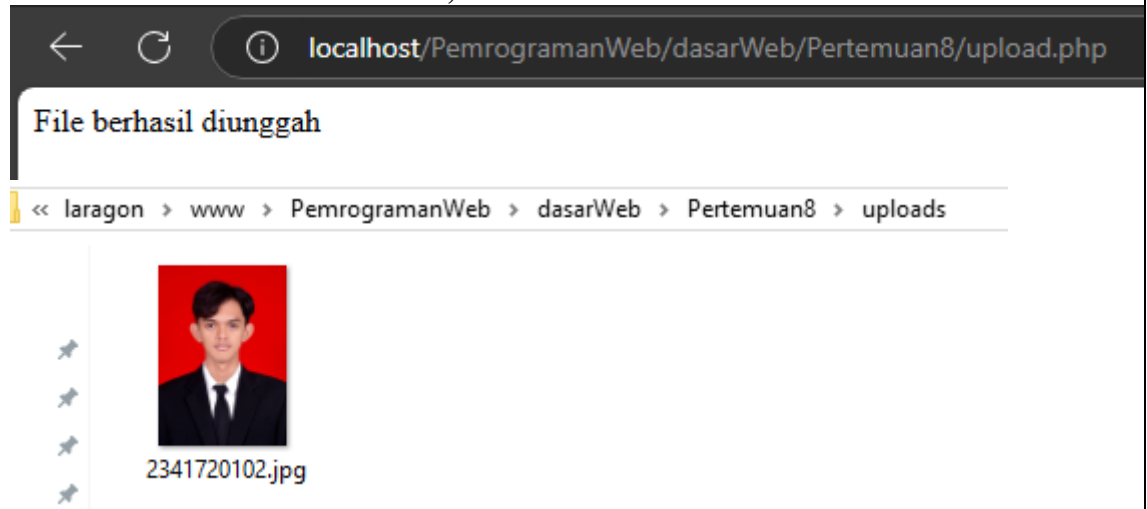 localhost/PemrogramanWeb/dasarWeb/Pertemuan8/upload.php
File berhasil diunggah
« laragon > www > PemrogramanWeb > dasarWeb > Pertemuan8 > uploads
2341720102.jpg